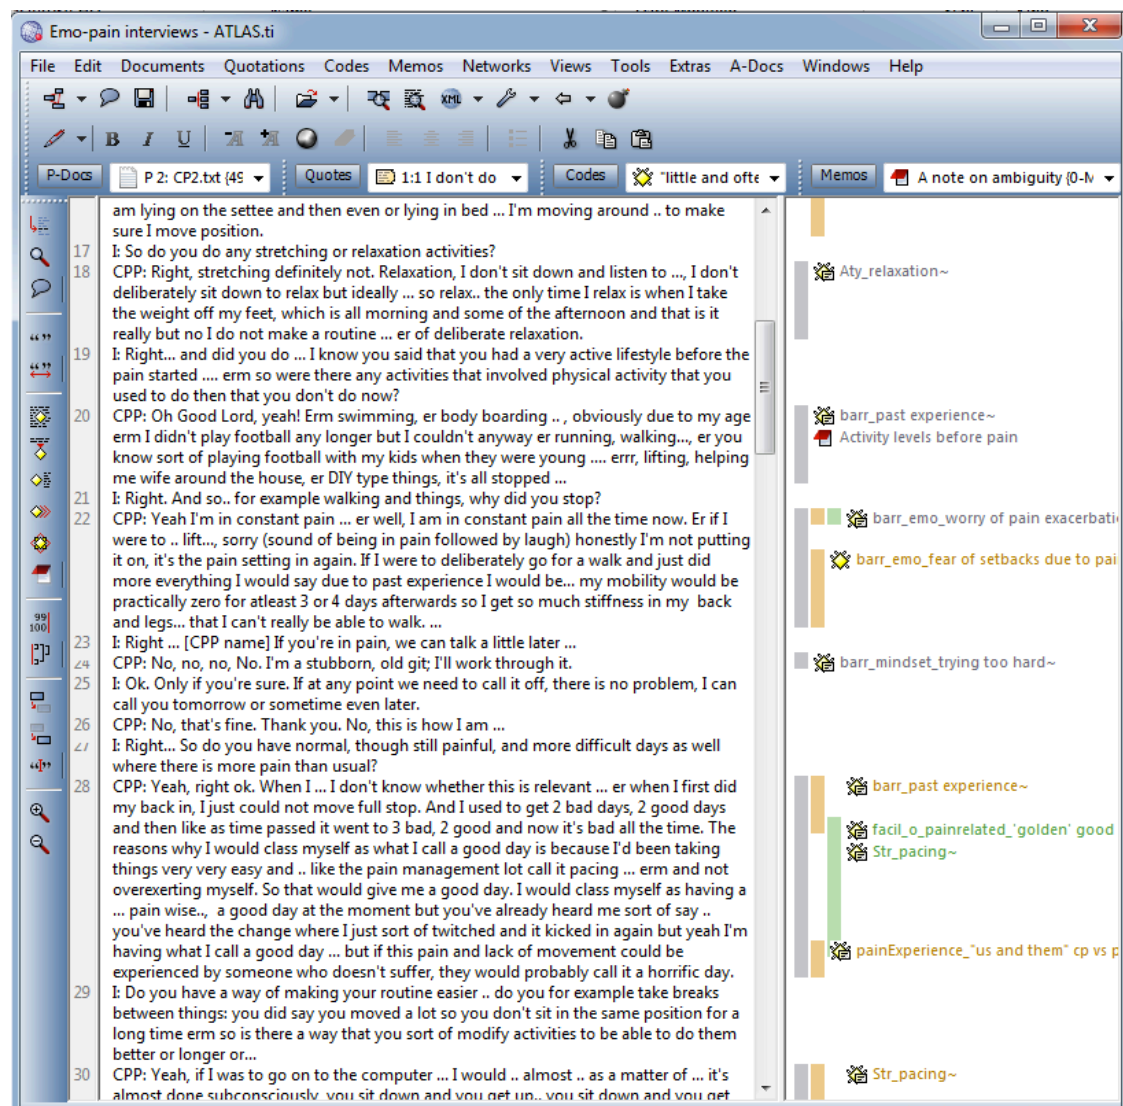 Emo-pain interviews - ATLAS.ti
File Edit Documents Quotations Codes Memos Networks Views Tools Extras A-Docs Windows Help
XML
B I U A A
P-Docs P 2: CP2.txt {49 Quotes 1:1 I don't do Codes "little and ofte Memos A note on ambiguity {0-M
am lying on the settee and then even or lying in bed ... I'm moving around .. to make
sure I move position.
17 I: So do you do any stretching or relaxation activities?
18 CPP: Right, stretching definitely not. Relaxation, I don't sit down and listen to ..., I don't
deliberately sit down to relax but ideally ... so relax.. the only time I relax is when I take
the weight off my feet, which is all morning and some of the afternoon and that is it
really but no I do not make a routine ... er of deliberate relaxation.
Aty_relaxation~
19 I: Right... and did you do ... I know you said that you had a very active lifestyle before the
pain started .... erm so were there any activities that involved physical activity that you
used to do then that you don't do now?
20 CPP: Oh Good Lord, yeah! Erm swimming, er body boarding .. , obviously due to my age
erm I didn't play football any longer but I couldn't anyway er running, walking..., er you
know sort of playing football with my kids when they were young .... errr, lifting, helping
me wife around the house, er DIY type things, it's all stopped ...
barr_past experience~
Activity levels before pain
21 I: Right. And so.. for example walking and things, why did you stop?
22 CPP: Yeah I'm in constant pain ... er well, I am in constant pain all the time now. Er if I
were to .. lift..., sorry (sound of being in pain followed by laugh) honestly I'm not putting
it on, it's the pain setting in again. If I were to deliberately go for a walk and just did
more everything I would say due to past experience I would be... my mobility would be
practically zero for atleast 3 or 4 days afterwards so I get so much stiffness in my back
and legs... that I can't really be able to walk. ...
barr_emo_worry of pain exacerbati
barr_emo_fear of setbacks due to pai
23 I: Right ... [CPP name] If you're in pain, we can talk a little later ...
24 CPP: No, no, no, No. I'm a stubborn, old git; I'll work through it.
barr_mindset_trying too hard~
25 I: Ok. Only if you're sure. If at any point we need to call it off, there is no problem, I can
call you tomorrow or sometime even later.
26 CPP: No, that's fine. Thank you. No, this is how I am ...
27 I: Right... So do you have normal, though still painful, and more difficult days as well
where there is more pain than usual?
28 CPP: Yeah, right ok. When I ... I don't know whether this is relevant ... er when I first did
my back in, I just could not move full stop. And I used to get 2 bad days, 2 good days
and then like as time passed it went to 3 bad, 2 good and now it's bad all the time. The
reasons why I would class myself as what I call a good day is because I'd been taking
things very very easy and .. like the pain management lot call it pacing ... erm and not
overexerting myself. So that would give me a good day. I would class myself as having a
... pain wise.., a good day at the moment but you've already heard me sort of say ..
you've heard the change where I just sort of twitched and it kicked in again but yeah I'm
having what I call a good day ... but if this pain and lack of movement could be
experienced by someone who doesn't suffer, they would probably call it a horrific day.
barr_past experience~
facil_o_painrelated_'golden' good
Str_pacing~
painExperience_"us and them" cp vs p
29 I: Do you have a way of making your routine easier .. do you for example take breaks
between things: you did say you moved a lot so you don't sit in the same position for a
long time erm so is there a way that you sort of modify activities to be able to do them
better or longer or...
30 CPP: Yeah, if I was to go on to the computer ... I would .. almost .. as a matter of ... it's
almost done subconsciously, you sit down and you get up.. you sit down and you get
Str_pacing~
99
100